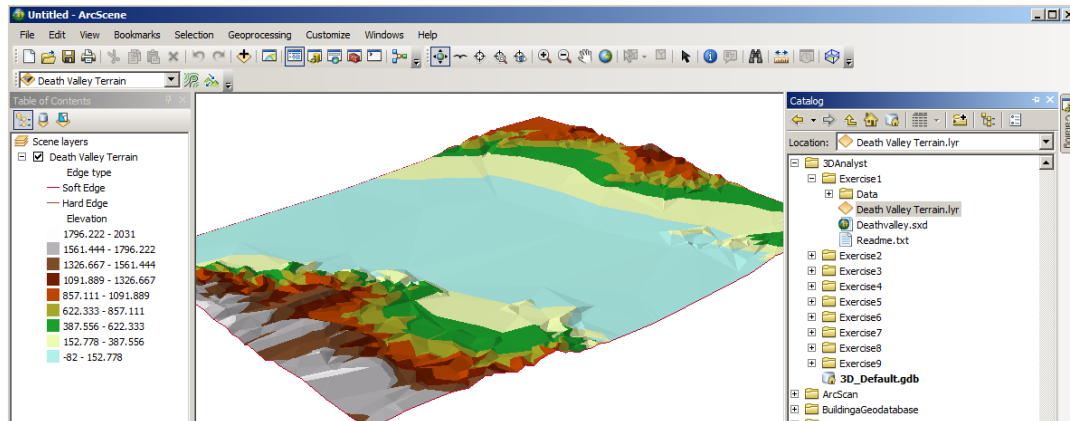 Untitled - ArcScene
File Edit View Bookmarks Selection Geoprocessing Customize Windows Help
Death Valley Terrain
Table of Contents
Scene layers
Death Valley Terrain
Edge type
Soft Edge
Hard Edge
Elevation
1796.222 - 2031
1561.444 - 1796.222
1326.667 - 1561.444
1091.889 - 1326.667
857.111 - 1091.889
622.333 - 857.111
387.556 - 622.333
152.778 - 387.556
-82 - 152.778
Catalog
Location: Death Valley Terrain.lyr
3DAnalyst
Exercise1
Data
Death Valley Terrain.lyr
Deathvalley.sxd
Readme.txt
Exercise2
Exercise3
Exercise4
Exercise5
Exercise6
Exercise7
Exercise8
Exercise9
3D_Default.gdb
ArcScan
BuildingaGeodatabase